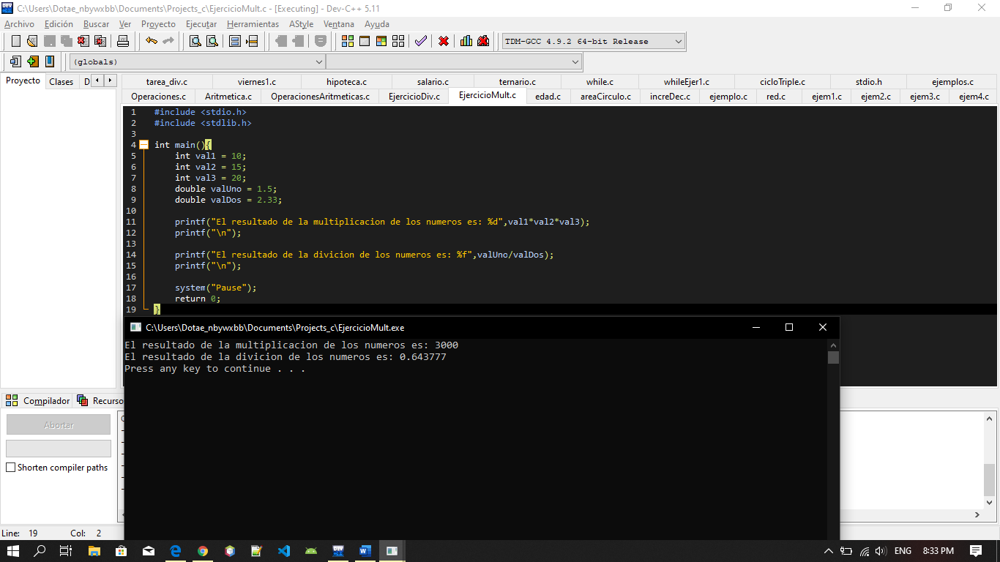 C:\Users\Dotae_nbywxbb\Documents\Projects_c\EjercicioMult.c - [Executing] - Dev-C++ 5.11
Archivo Edición Buscar Ver Proyecto Ejecutar Herramientas AStyle Ventana Ayuda
TDM-GCC 4.9.2 64-bit Release
(globals)
Proyecto Clases D
tarea_div.c viernes1.c hipoteca.c salario.c ternario.c while.c whileEjer1.c cicloTriple.c stdio.h ejemplos.c
Operaciones.c Aritmetica.c OperacionesAritmeticas.c EjercicioDiv.c EjercicioMult.c edad.c areaCirculo.c increDec.c ejemplo.c red.c ejem1.c ejem2.c ejem3.c ejem4.c
1 #include <stdio.h>
2 #include <stdlib.h>
3
4 int main(){
5 int val1 = 10;
6 int val2 = 15;
7 int val3 = 20;
8 double valUno = 1.5;
9 double valDos = 2.33;
10
11 printf("El resultado de la multiplicacion de los numeros es: %d",val1*val2*val3);
12 printf("\n");
13
14 printf("El resultado de la divicion de los numeros es: %f",valUno/valDos);
15 printf("\n");
16
17 system("Pause");
18 return 0;
19 }
C:\Users\Dotae_nbywxbb\Documents\Projects_c\EjercicioMult.exe
El resultado de la multiplicacion de los numeros es: 3000
El resultado de la divicion de los numeros es: 0.643777
Press any key to continue . . .
Compilador Recurso
Abortar
Shorten compiler paths
Line: 19 Col: 2
ENG 8:33 PM